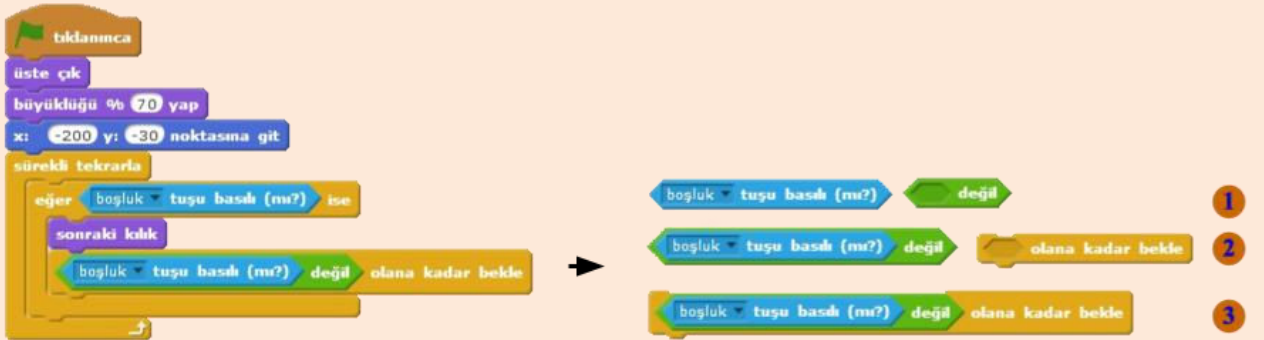 tıklanınca
üste çık
büyüklüğü % 70 yap
x: -200 y: -30 noktasına git
sürekli tekrarla
eğer boşluk tuşu basılı (mı?) ise
sonraki kılık
boşluk tuşu basılı (mı?) değil olana kadar bekle
boşluk tuşu basılı (mı?) değil 1
boşluk tuşu basılı (mı?) değil olana kadar bekle 2
boşluk tuşu basılı (mı?) değil olana kadar bekle 3